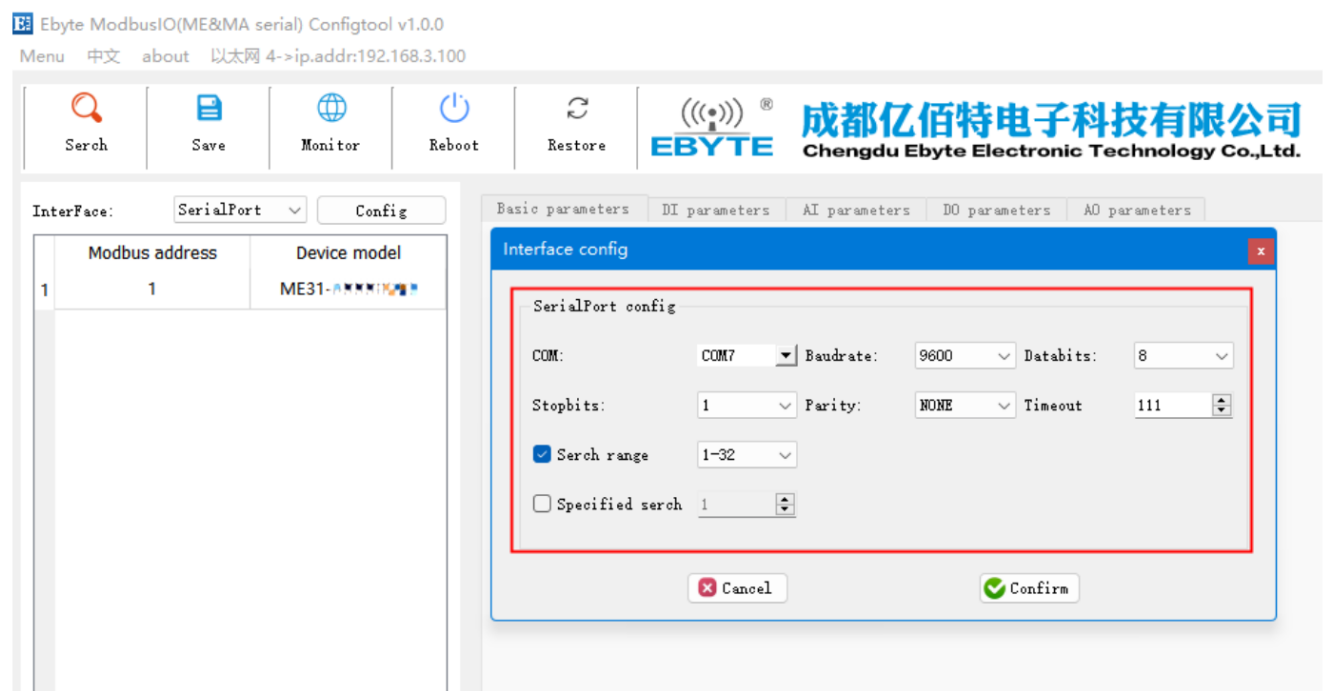 Ebyte ModbusIO(ME&MA serial) Configtool v1.0.0
Menu 中文 about 以太网 4->ip.addr:192.168.3.100
Serch Save Monitor Reboot Restore
EBYTE ®
成都亿佰特电子科技有限公司
Chengdu Ebyte Electronic Technology Co.,Ltd.
InterFace: SerialPort Config
Basic parameters DI parameters AI parameters DO parameters AO parameters
Modbus address Device model
1 1 ME31-
Interface config
SerialPort config
COM: COM7 Baudrate: 9600 Databits: 8
Stopbits: 1 Parity: NONE Timeout 111
Serch range 1-32
Specified serch 1
Cancel Confirm